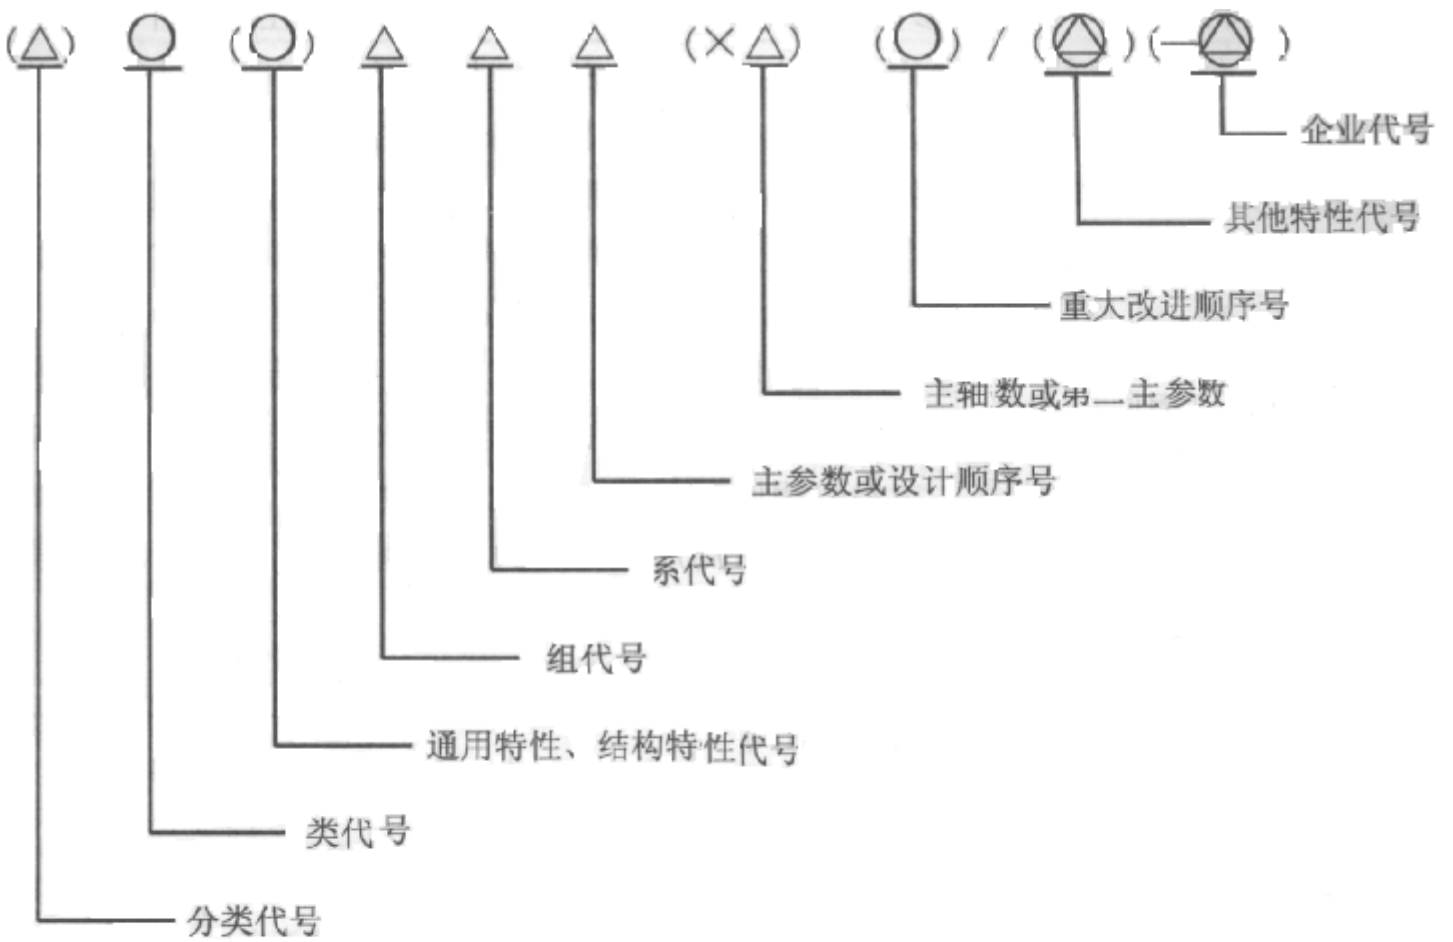 (△) ○ (○) △ △ △ (×△) (○) / (◬) (—◬)
企业代号
其他特性代号
重大改进顺序号
主轴数或第二主参数
主参数或设计顺序号
系代号
组代号
通用特性、结构特性代号
类代号
分类代号